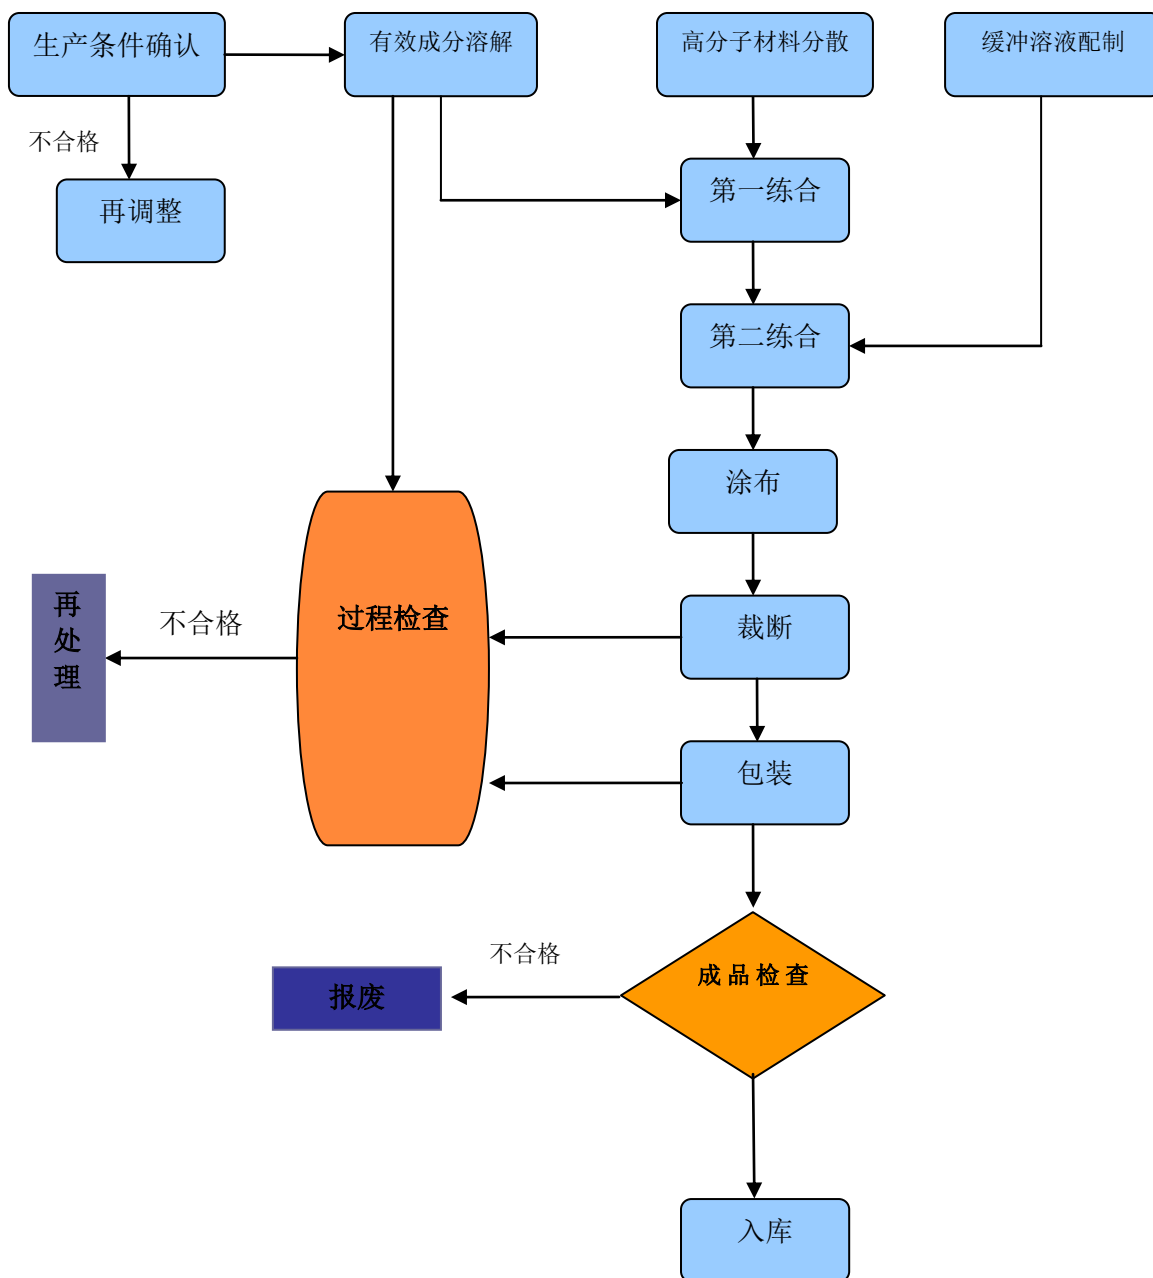 生产条件确认
有效成分溶解
高分子材料分散
缓冲溶液配制
不合格
再调整
第一练合
第二练合
涂布
再
处
理
不合格
过程检查
裁断
包装
不合格
报废
成品检查
入库